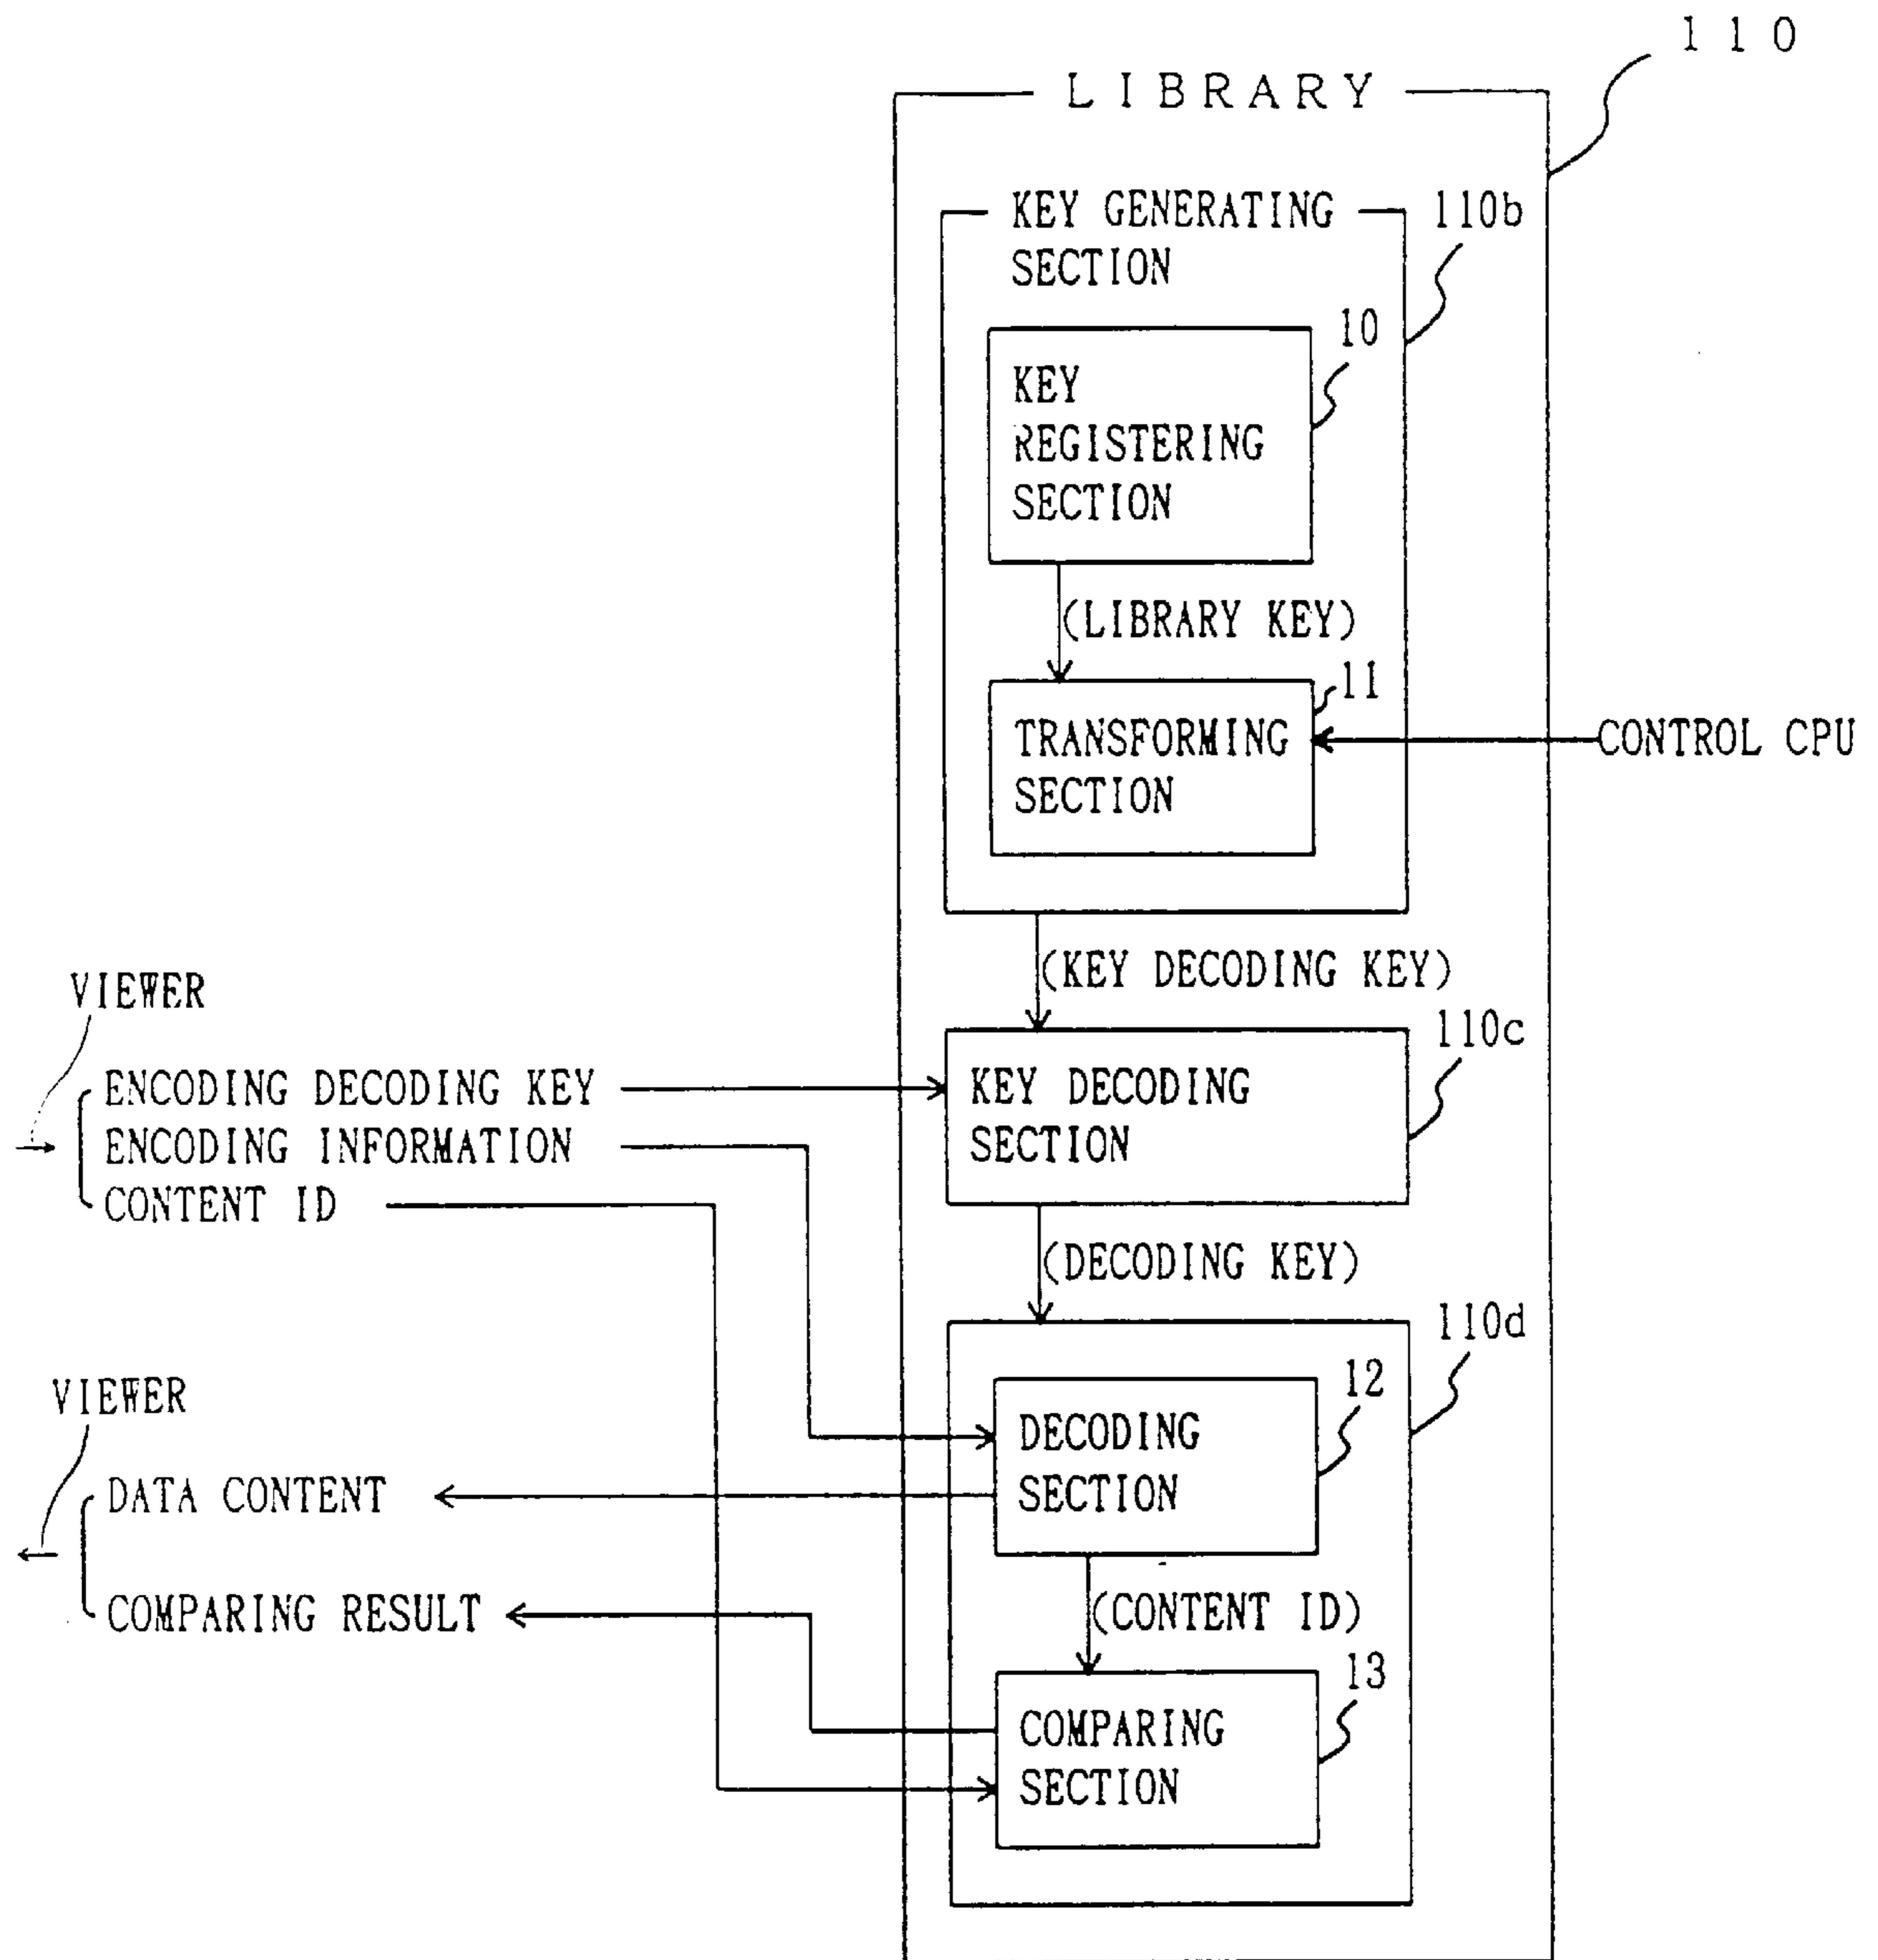 110
LIBRARY
KEY GENERATING
SECTION
110b
10
KEY
REGISTERING
SECTION
(LIBRARY KEY)
11
TRANSFORMING
SECTION
CONTROL CPU
(KEY DECODING KEY)
VIEWER
110c
ENCODING DECODING KEY
ENCODING INFORMATION
CONTENT ID
KEY DECODING
SECTION
(DECODING KEY)
110d
VIEWER
12
DECODING
SECTION
DATA CONTENT
COMPARING RESULT
(CONTENT ID)
13
COMPARING
SECTION